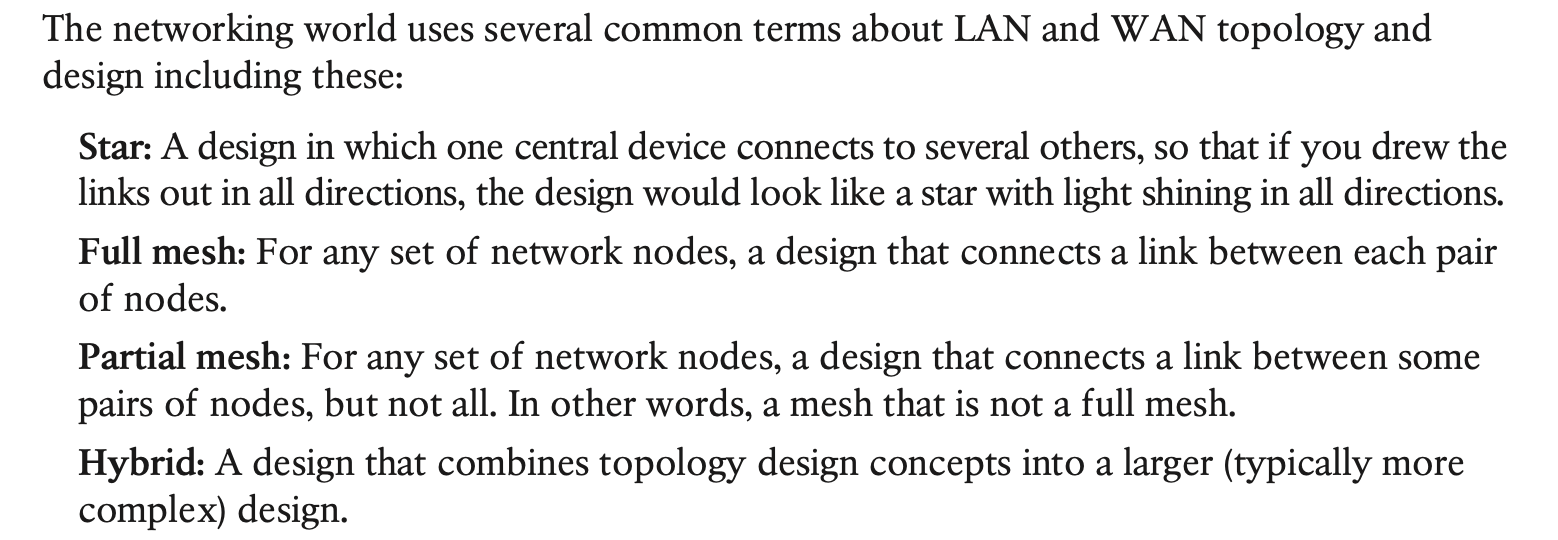 The networking world uses several common terms about LAN and WAN topology and
design including these:
Star: A design in which one central device connects to several others, so that if you drew the
links out in all directions, the design would look like a star with light shining in all directions.
Full mesh: For any set of network nodes, a design that connects a link between each pair
of nodes.
Partial mesh: For any set of network nodes, a design that connects a link between some
pairs of nodes, but not all. In other words, a mesh that is not a full mesh.
Hybrid: A design that combines topology design concepts into a larger (typically more
complex) design.